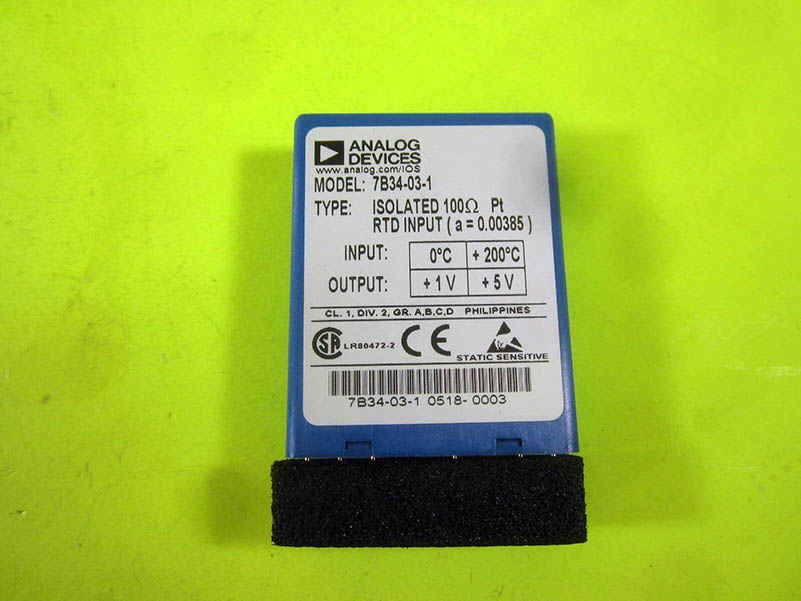 ANALOG
DEVICES
www.analog.com/IOS
MODEL: 7B34-03-1
TYPE: ISOLATED 100Ω Pt
RTD INPUT ( a = 0.00385 )
INPUT: 0°C + 200°C
OUTPUT: + 1 V + 5 V
CL. 1, DIV. 2, GR. A,B,C,D PHILIPPINES
SA LR80472-2 CE
STATIC SENSITIVE
7B34-03-1 0518- 0003